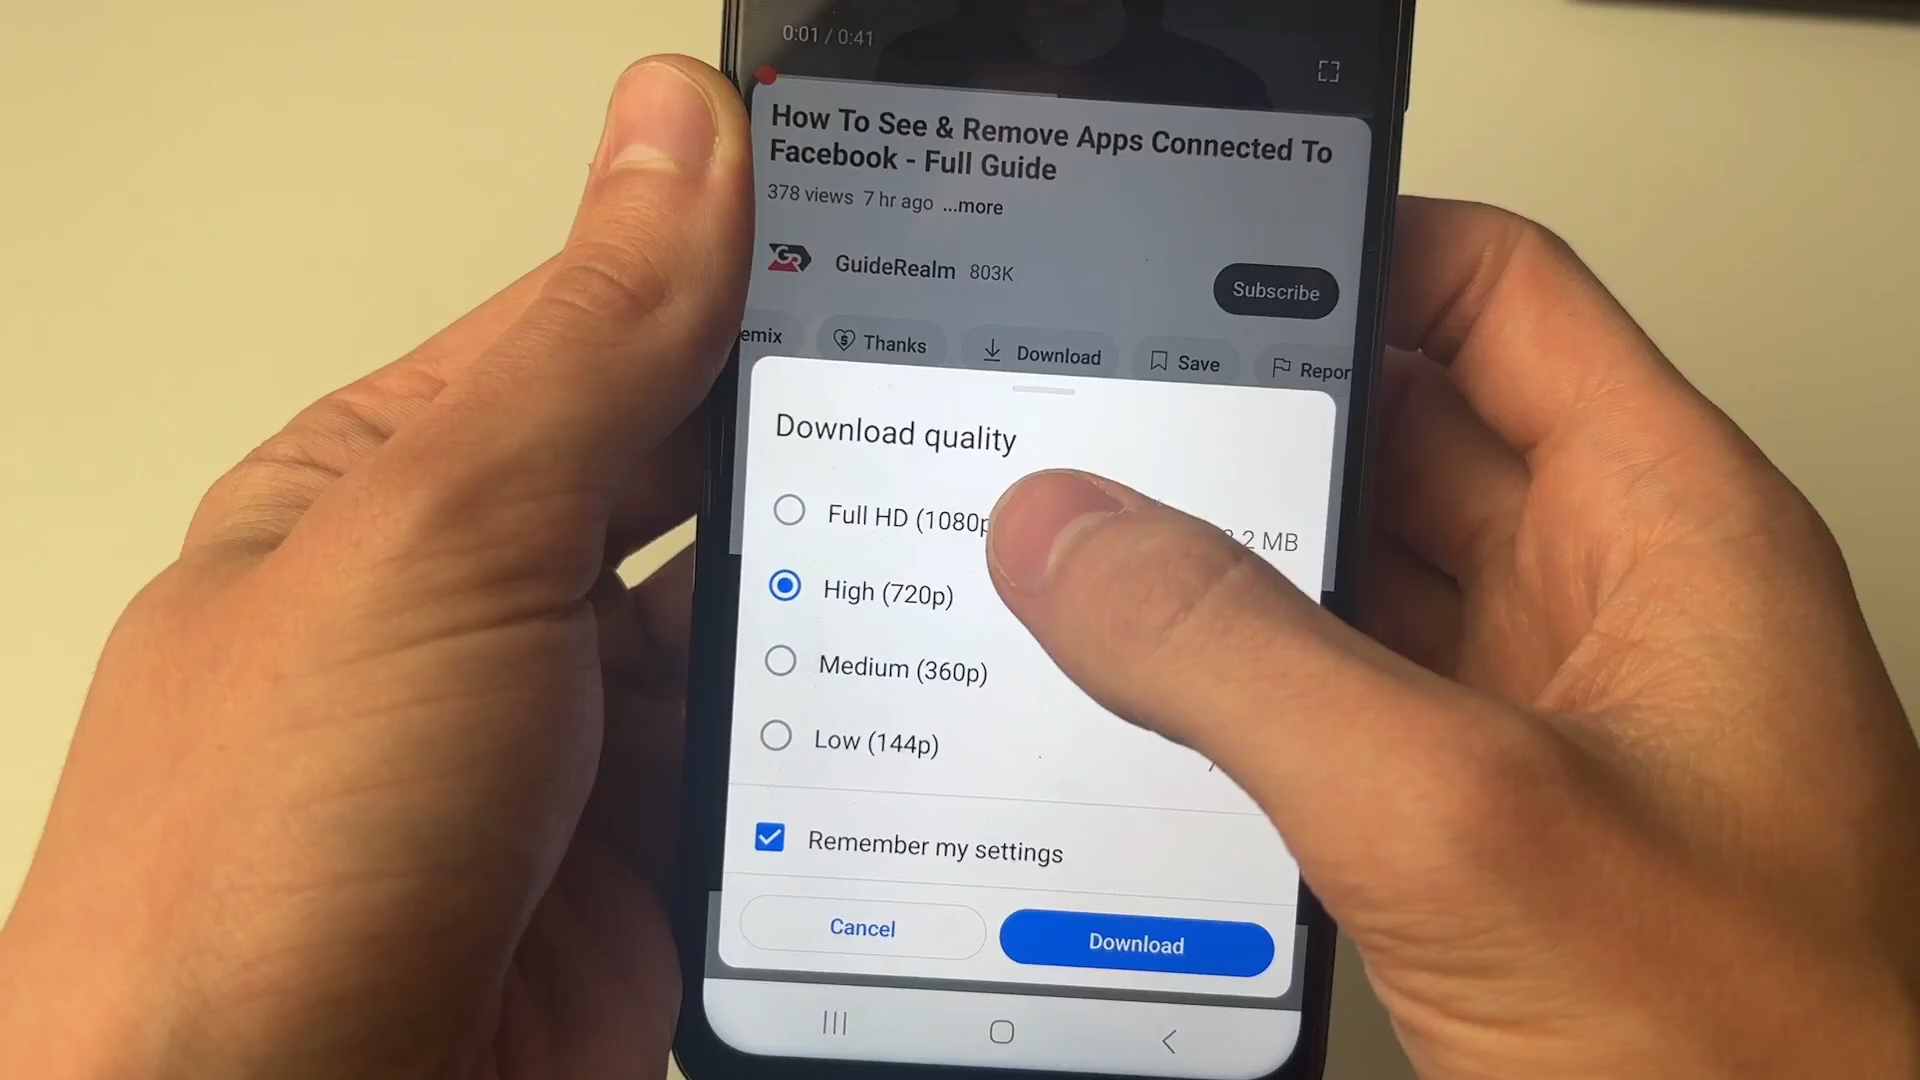 0:01 / 0:41
How To See & Remove Apps Connected To
Facebook - Full Guide
378 views 7 hr ago ...more
GR
GuideRealm 803K
Subscribe
emix
Thanks
Download
Save
Repor
Download quality
Full HD (1080p
2 MB
High (720p)
Medium (360p)
Low (144p)
Remember my settings
Cancel
Download